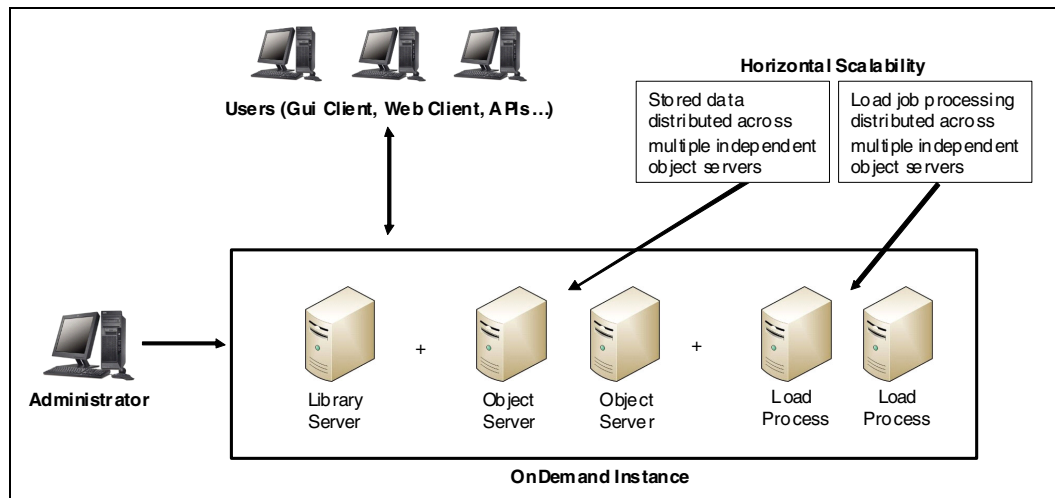 Users (Gui Client, Web Client, APIs...)
Horizontal Scalability
Stored data
distributed across
multiple independent
object servers
Load job processing
distributed across
multiple independent
object servers
Administrator
Library
Server
+
Object
Server
Object
Server
+
Load
Process
Load
Process
OnDemand Instance